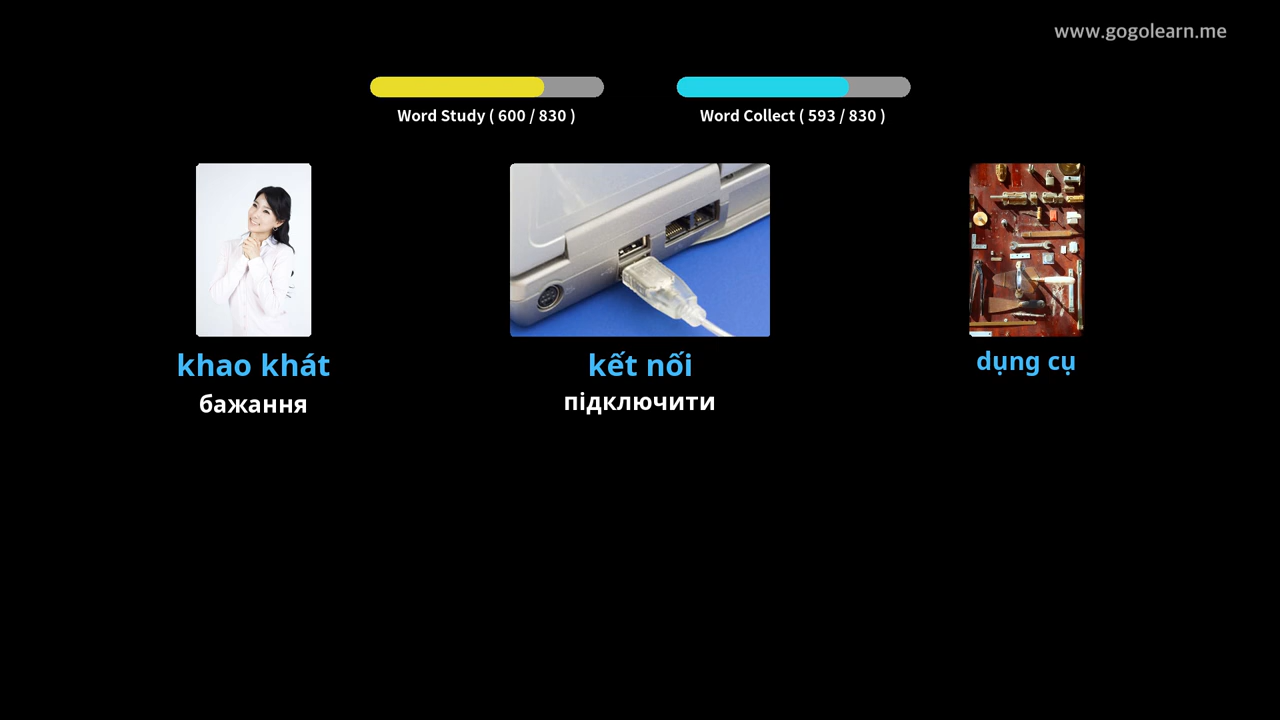 www.gogolearn.me
Word Study ( 600 / 830 )
Word Collect ( 593 / 830 )
khao khát
бажання
kết nối
підключити
dụng cụ